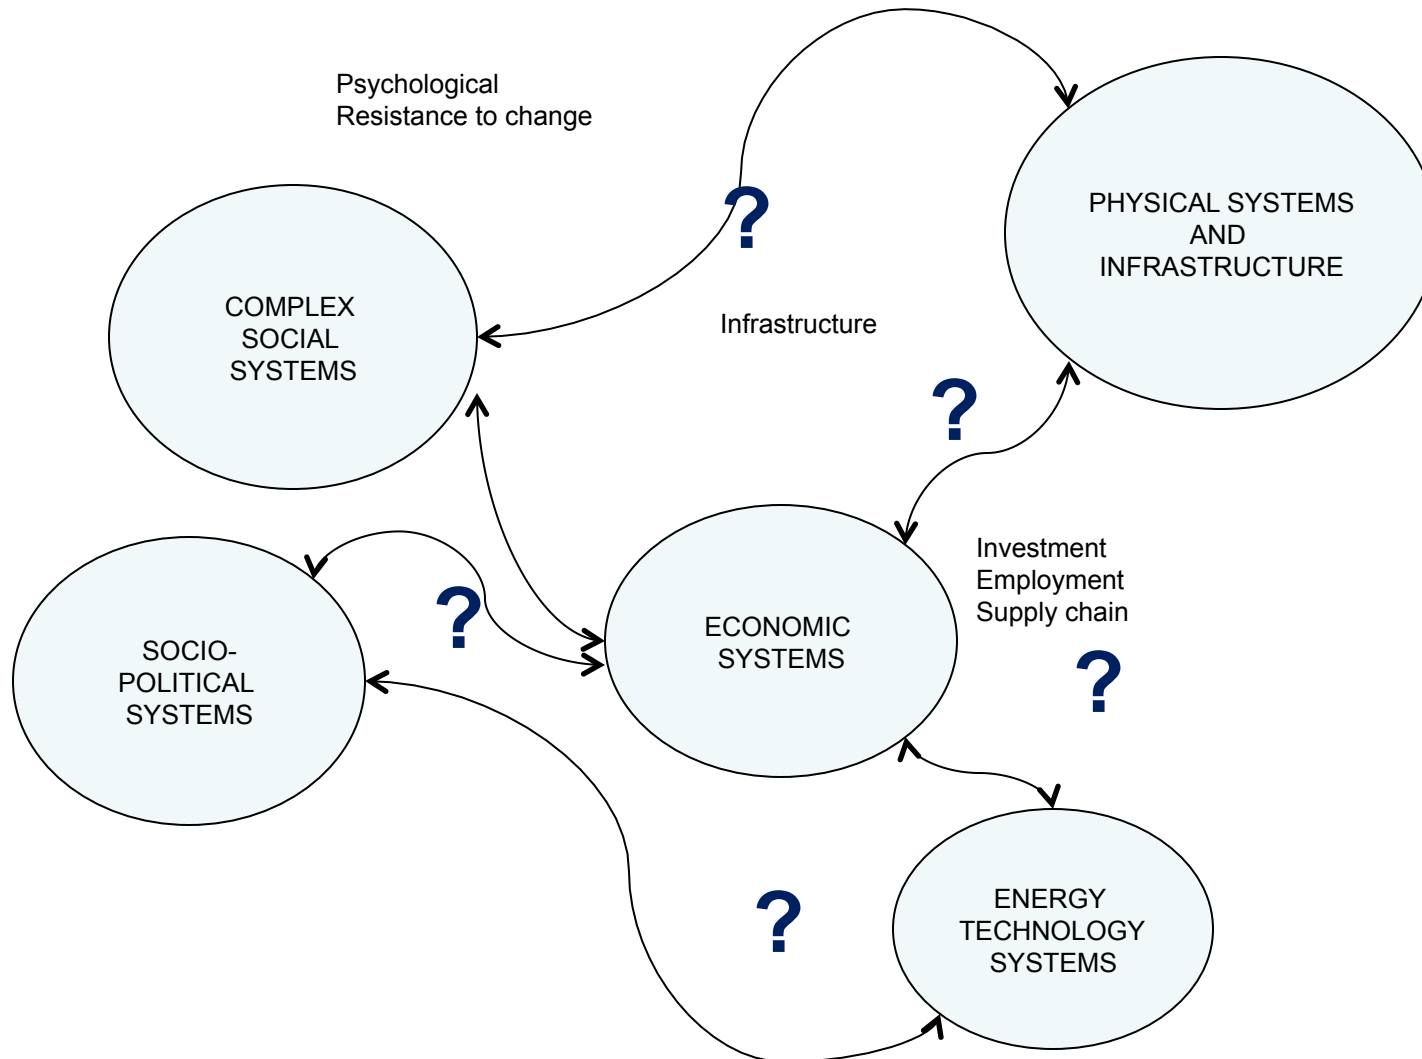 Psychological
Resistance to change
PHYSICAL SYSTEMS
AND
INFRASTRUCTURE
?
COMPLEX
SOCIAL
SYSTEMS
Infrastructure
?
Investment
Employment
Supply chain
?
ECONOMIC
SYSTEMS
SOCIO-
POLITICAL
SYSTEMS
?
?
ENERGY
TECHNOLOGY
SYSTEMS